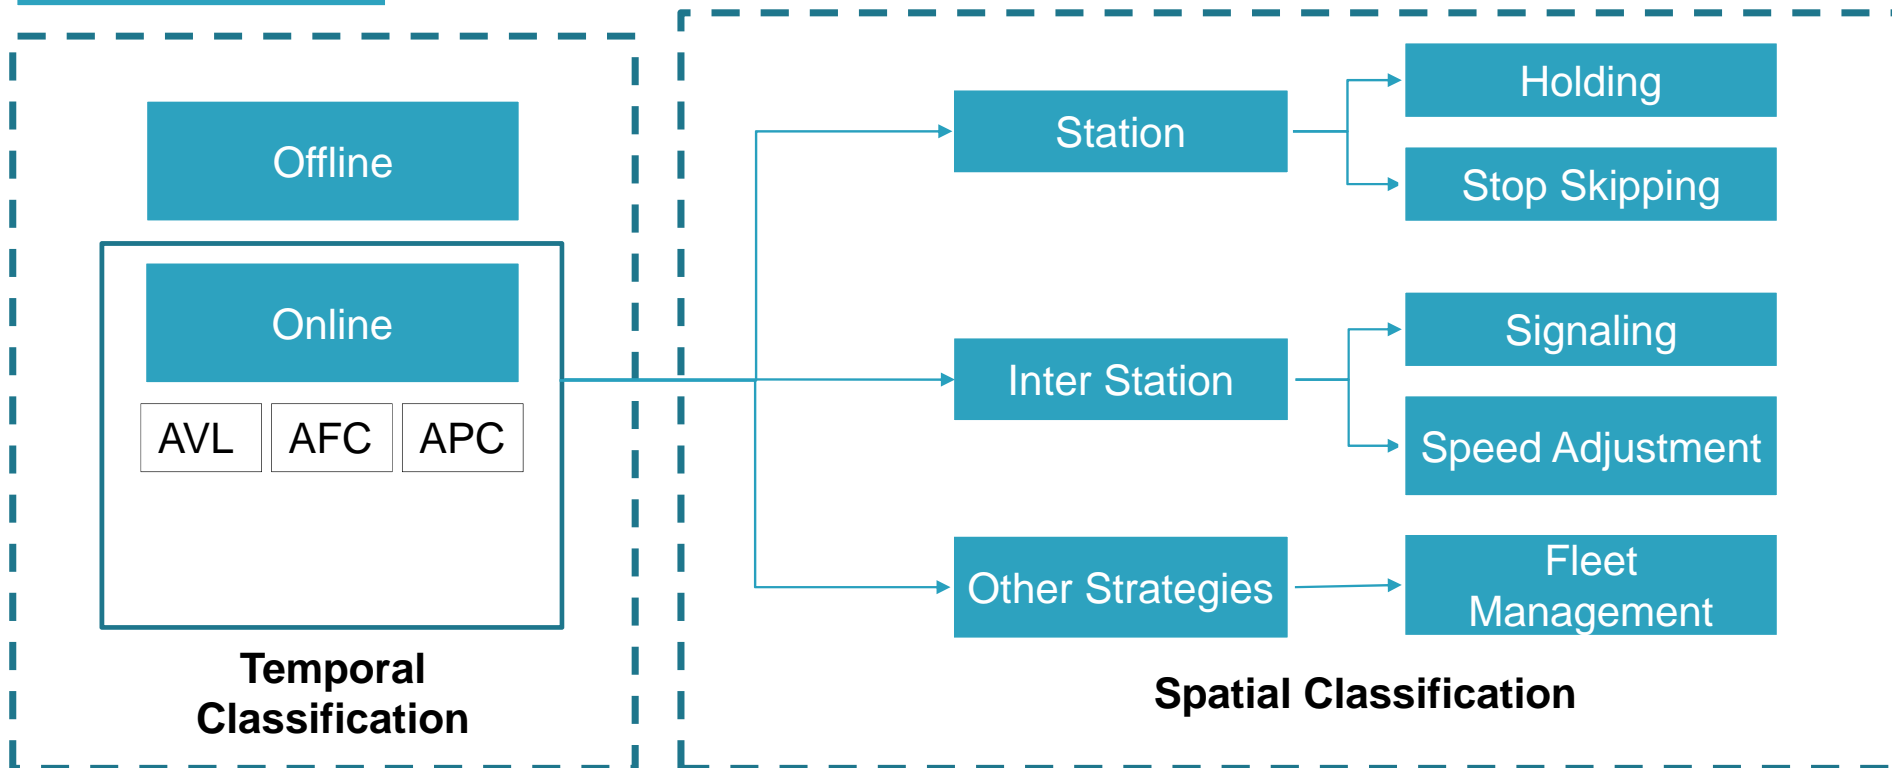 Offline
Online
AVL
AFC
APC
Temporal
Classification
Station
Inter Station
Other Strategies
Holding
Stop Skipping
Signaling
Speed Adjustment
Fleet
Management
Spatial Classification